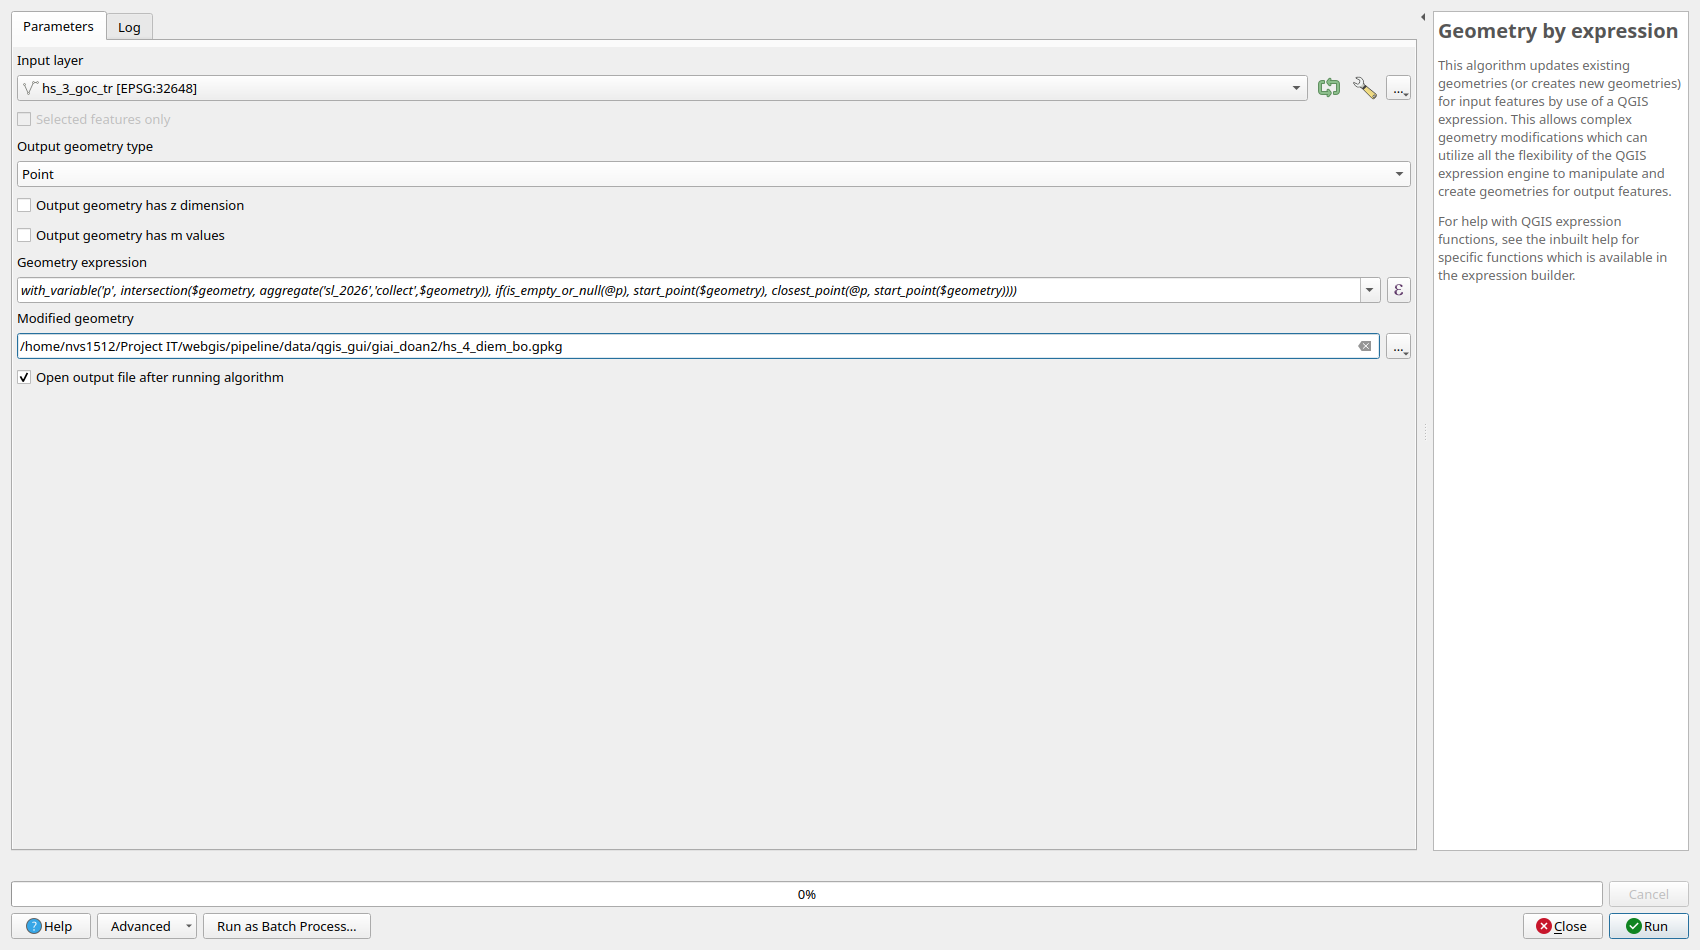 Parameters
Log
Input layer
hs_3_goc_tr [EPSG:32648]
...
Selected features only
Output geometry type
Point
Output geometry has z dimension
Output geometry has m values
Geometry expression
with_variable('p', intersection($geometry, aggregate('sl_2026','collect',$geometry)), if(is_empty_or_null(@p), start_point($geometry), closest_point(@p, start_point($geometry))))
ε
Modified geometry
/home/nvs1512/Project IT/webgis/pipeline/data/qgis_gui/giai_doan2/hs_4_diem_bo.gpkg
...
Open output file after running algorithm
Geometry by expression
This algorithm updates existing
geometries (or creates new geometries)
for input features by use of a QGIS
expression. This allows complex
geometry modifications which can
utilize all the flexibility of the QGIS
expression engine to manipulate and
create geometries for output features.
For help with QGIS expression
functions, see the inbuilt help for
specific functions which is available in
the expression builder.
0%
Cancel
? Help
Advanced
Run as Batch Process...
Close
Run